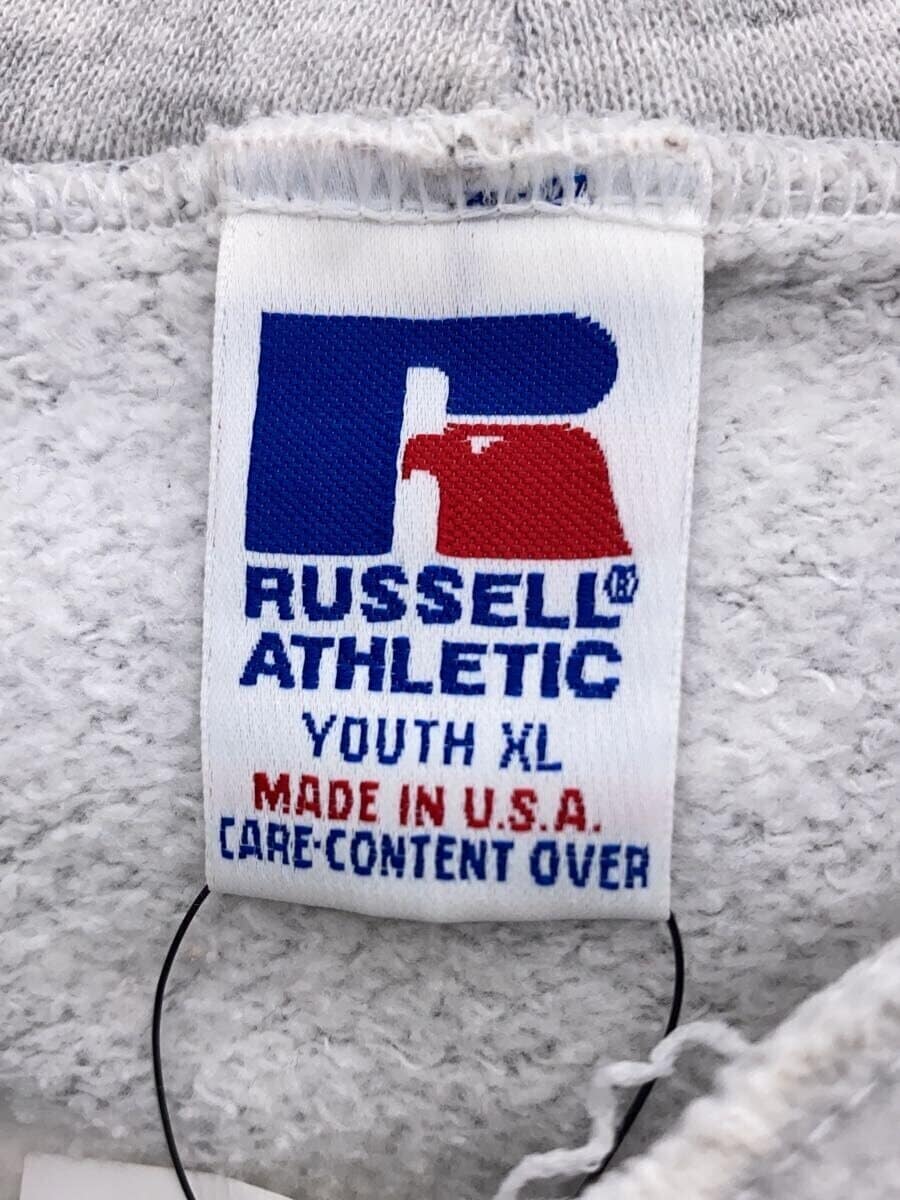 RUSSELL®
ATHLETIC
YOUTH XL
MADE IN U.S.A.
CARE·CONTENT OVER